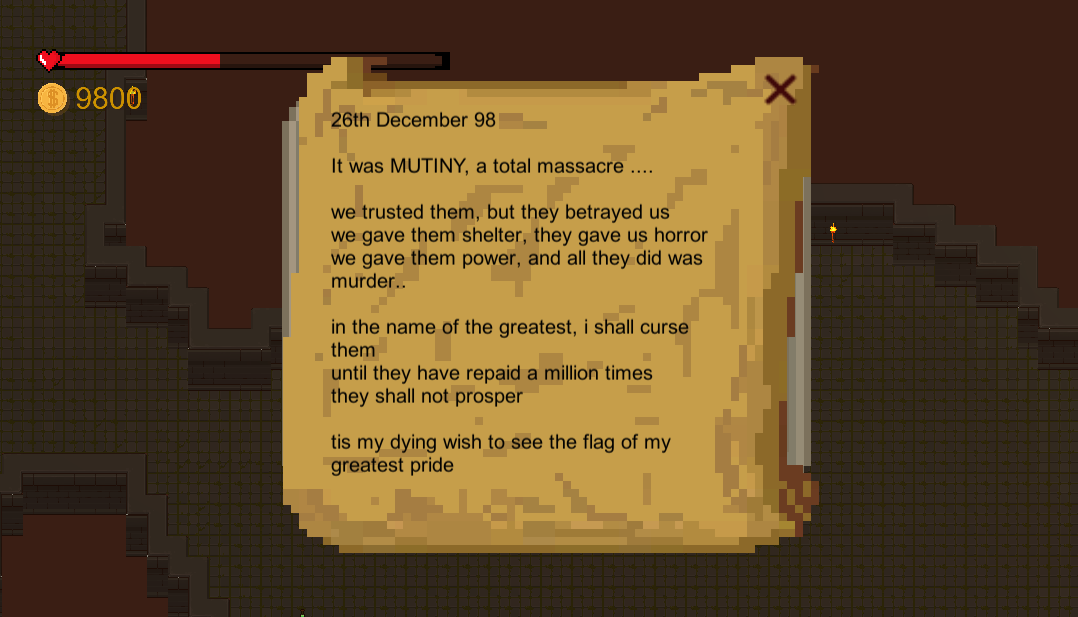 9800
26th December 98
It was MUTINY, a total massacre ....
we trusted them, but they betrayed us
we gave them shelter, they gave us horror
we gave them power, and all they did was
murder..
in the name of the greatest, i shall curse
them
until they have repaid a million times
they shall not prosper
tis my dying wish to see the flag of my
greatest pride